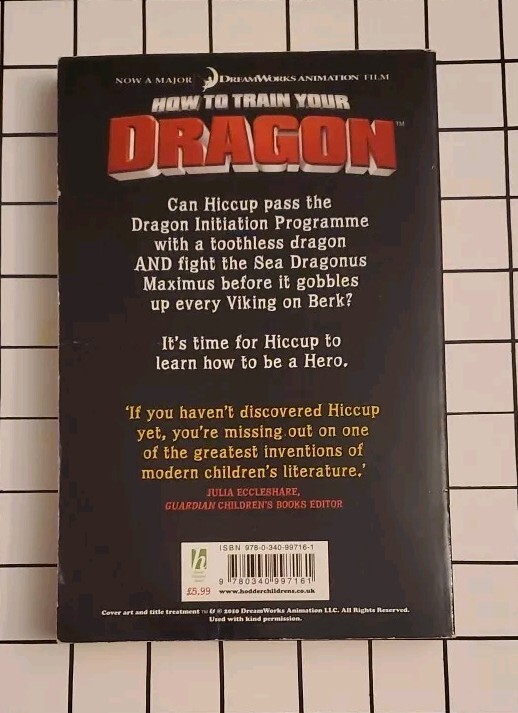 NOW A MAJOR DREAMWORKS ANIMATION FILM
HOW TO TRAIN YOUR
DRAGON™
Can Hiccup pass the
Dragon Initiation Programme
with a toothless dragon
AND fight the Sea Dragonus
Maximus before it gobbles
up every Viking on Berk?
It's time for Hiccup to
learn how to be a Hero.
'If you haven't discovered Hiccup
yet, you're missing out on one
of the greatest inventions of
modern children's literature.'
JULIA ECCLESHARE,
GUARDIAN CHILDREN'S BOOKS EDITOR
ISBN 978-0-340-99716-1
h
9 780340 997161
£5.99
www.hodderchildrens.co.uk
Cover art and title treatment ™ & © 2010 DreamWorks Animation LLC. All Rights Reserved.
Used with kind permission.